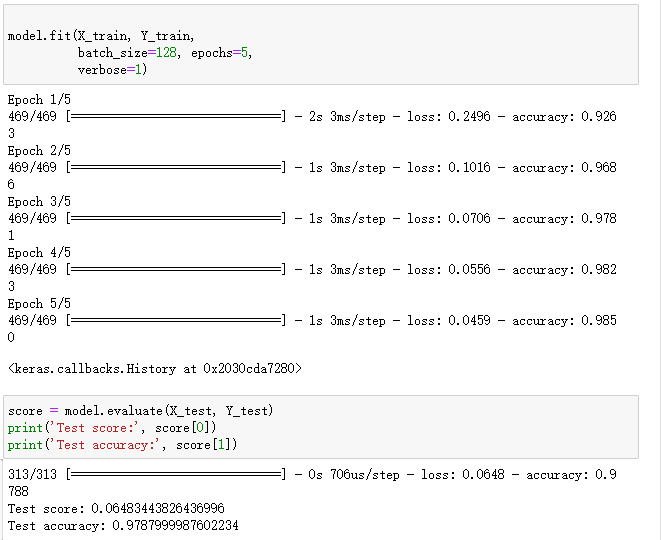 model.fit(X_train, Y_train,
          batch_size=128, epochs=5,
          verbose=1)
Epoch 1/5
469/469 [==============================] - 2s 3ms/step - loss: 0.2496 - accuracy: 0.926
3
Epoch 2/5
469/469 [==============================] - 1s 3ms/step - loss: 0.1016 - accuracy: 0.968
6
Epoch 3/5
469/469 [==============================] - 1s 3ms/step - loss: 0.0706 - accuracy: 0.978
1
Epoch 4/5
469/469 [==============================] - 1s 3ms/step - loss: 0.0556 - accuracy: 0.982
3
Epoch 5/5
469/469 [==============================] - 1s 3ms/step - loss: 0.0459 - accuracy: 0.985
0
<keras.callbacks.History at 0x2030cda7280>
score = model.evaluate(X_test, Y_test)
print('Test score:', score[0])
print('Test accuracy:', score[1])
313/313 [==============================] - 0s 706us/step - loss: 0.0648 - accuracy: 0.9
788
Test score: 0.06483443826436996
Test accuracy: 0.9787999987602234